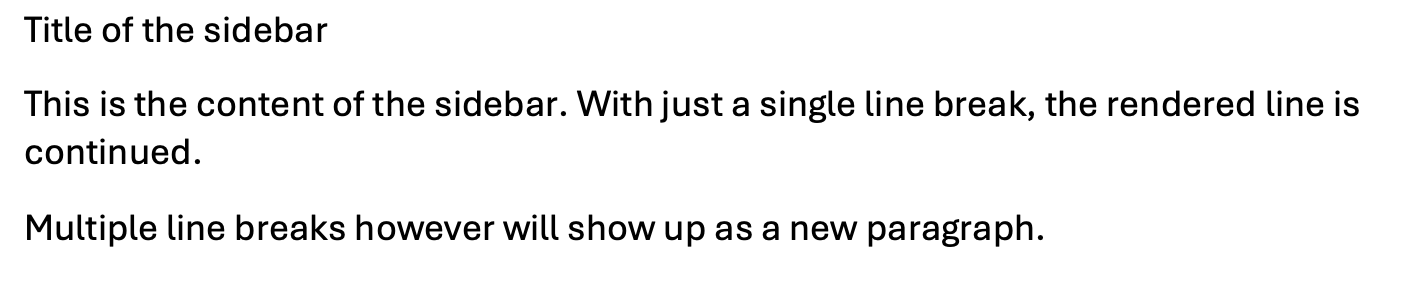 Title of the sidebar
This is the content of the sidebar. With just a single line break, the rendered line is
continued.
Multiple line breaks however will show up as a new paragraph.